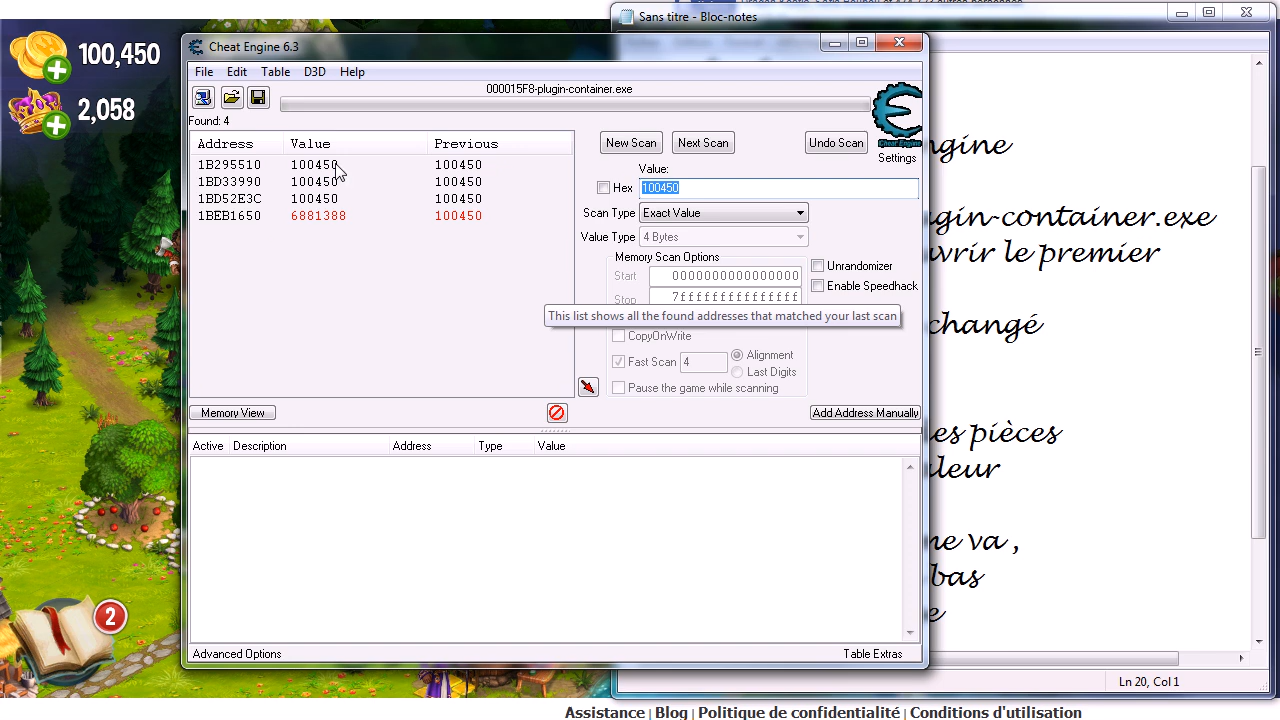 Sans titre - Bloc-notes
100,450
Cheat Engine 6.3
File Edit Table D3D Help
2,058
000015F8-plugin-container.exe
Found: 4
Address Value Previous
1B295510 100450 100450
1BD33990 100450 100450
1BD52E3C 100450 100450
1BEB1650 6881388 100450
New Scan Next Scan Undo Scan
Cheat Engine
Settings
Value:
Hex 100450
Scan Type Exact Value
Value Type 4 Bytes
Memory Scan Options
Start 0000000000000000
Unrandomizer
Stop 7fffffffffffffff
Enable Speedhack
This list shows all the found addresses that matched your last scan
CopyOnWrite
Fast Scan 4 Alignment
Last Digits
Pause the game while scanning
Memory View Add Address Manually
Active Description Address Type Value
Advanced Options Table Extras
ngine
ugin-container.exe
uvrir le premier
changé
es pièces
leur
ne va ,
bas
e
2
Ln 20, Col 1
Assistance | Blog | Politique de confidentialité | Conditions d'utilisation